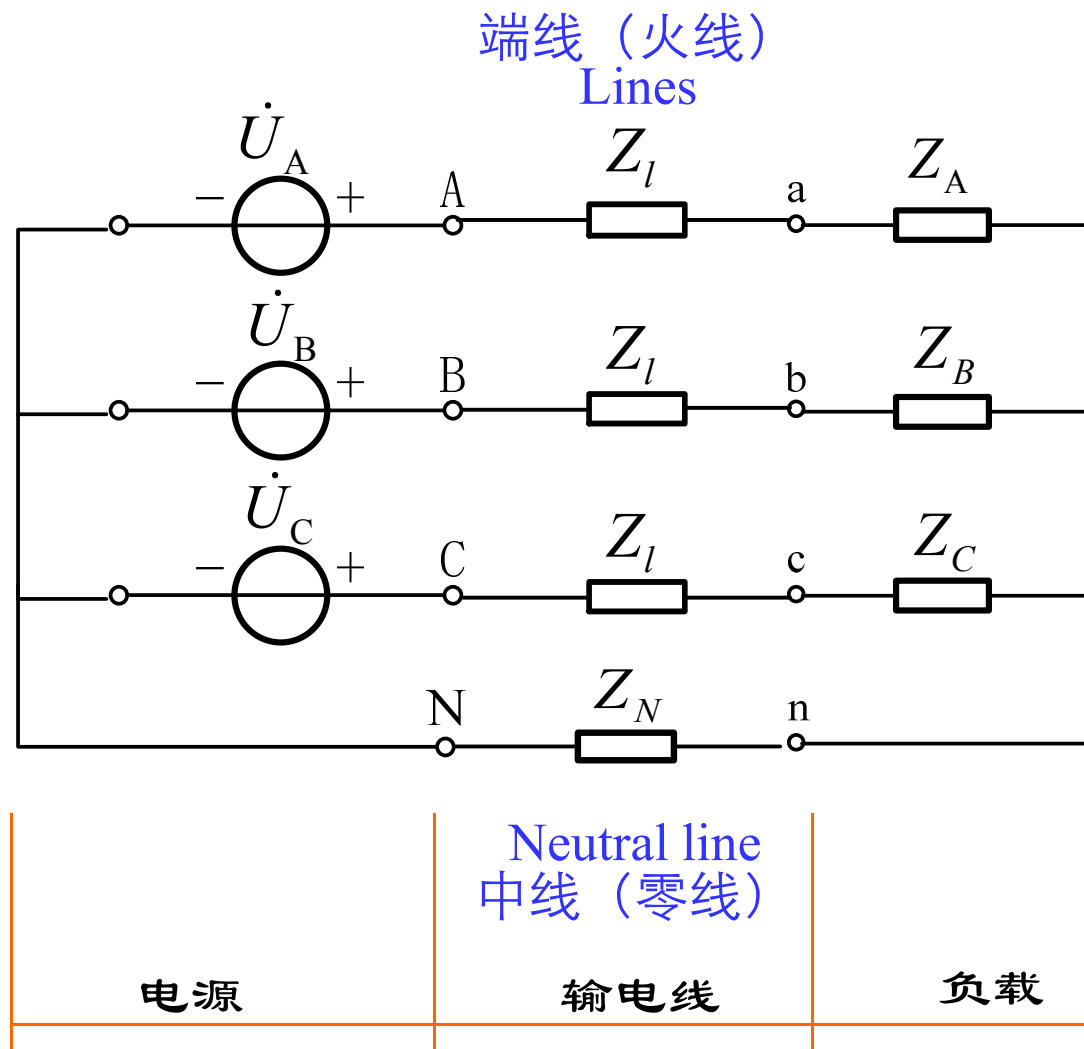 端线（火线）
Lines
U̇A
− + A Zl a ZA
U̇B
− + B Zl b ZB
U̇C
− + C Zl c ZC
N ZN n
Neutral line
中线（零线）
电源 输电线 负载